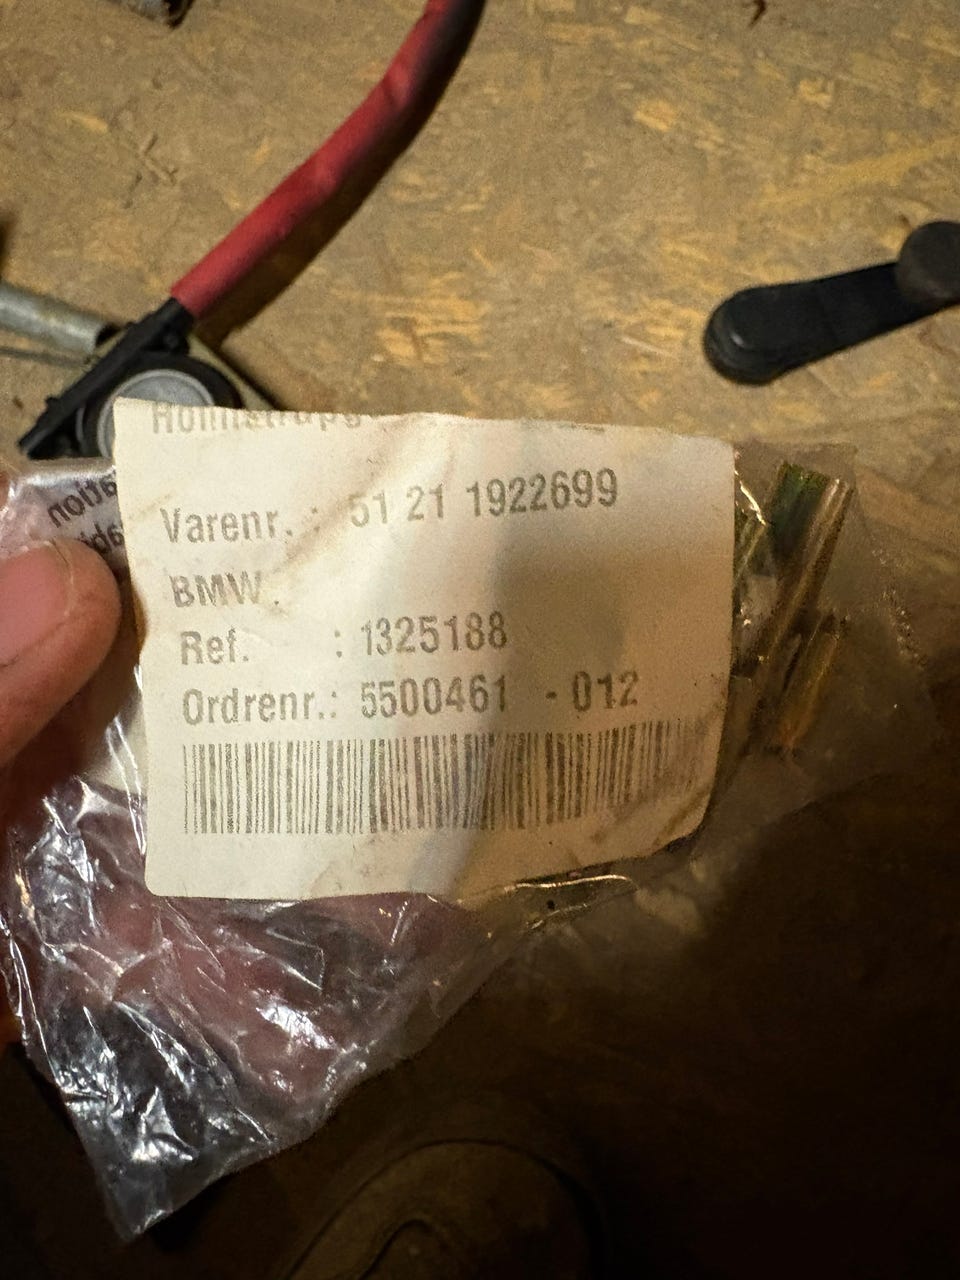 Varenr. : 51 21 1922699
BMW.
Ref. : 1325188
Ordrenr.: 5500461 - 012